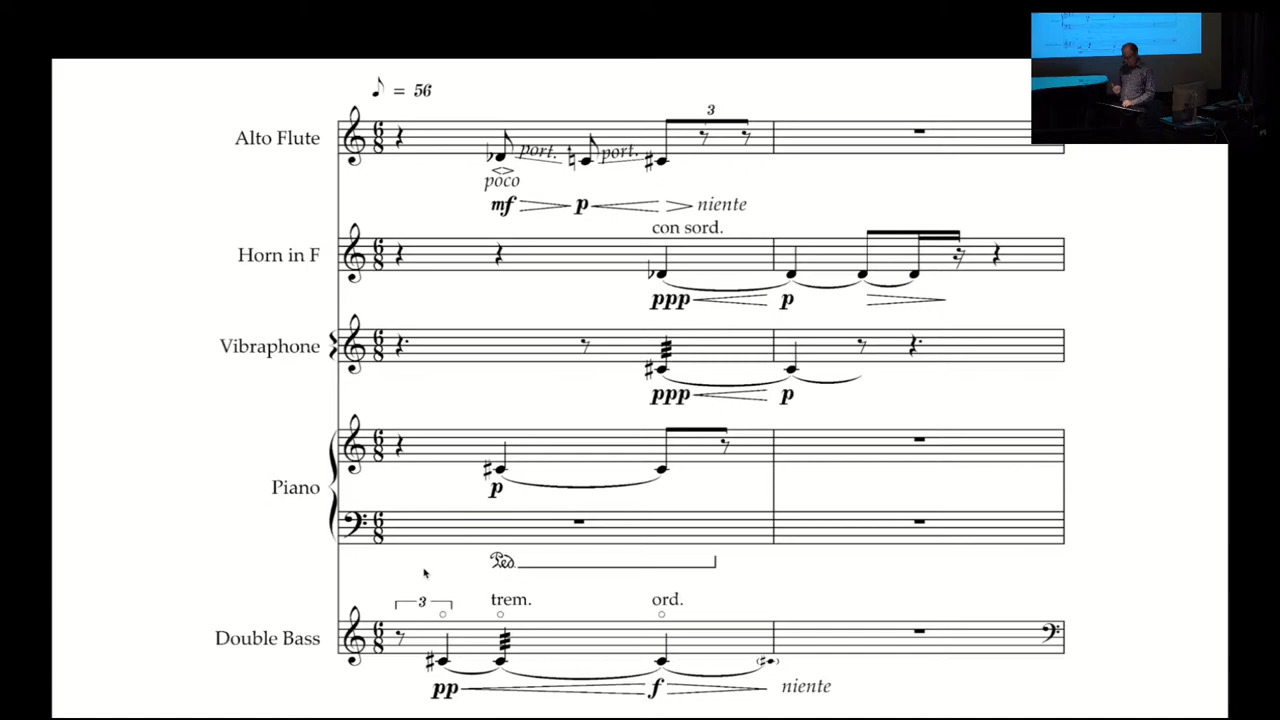 ♪ = 56
Alto Flute
3
port. port.
poco
mf p niente
con sord.
Horn in F
ppp p
Vibraphone
ppp p
Piano
p
Ped
3 trem. ord.
Double Bass
pp f niente